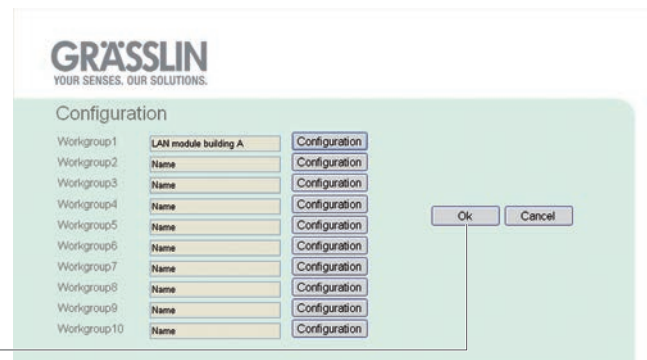 GRÄSSLIN
YOUR SENSES. OUR SOLUTIONS.
Configuration
Workgroup1 LAN module building A Configuration
Workgroup2 Name Configuration
Workgroup3 Name Configuration
Workgroup4 Name Configuration
Ok Cancel
Workgroup5 Name Configuration
Workgroup6 Name Configuration
Workgroup7 Name Configuration
Workgroup8 Name Configuration
Workgroup9 Name Configuration
Workgroup10 Name Configuration